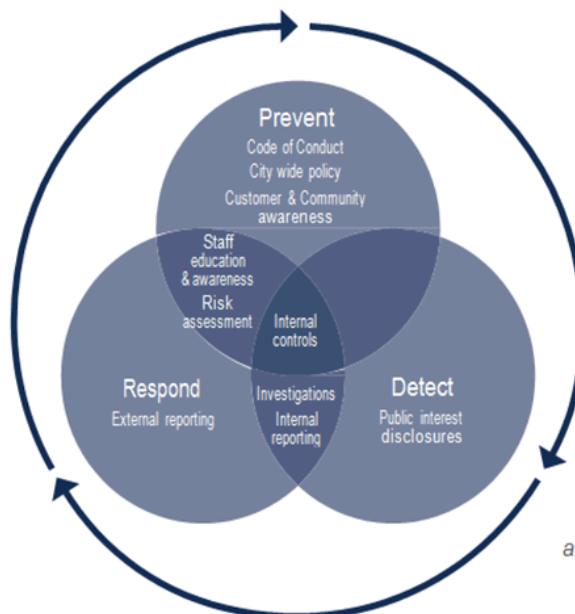 Prevent
Code of Conduct
City wide policy
Customer & Community
awareness
Staff
education
& awareness
Risk
assessment
Internal
controls
Respond
External reporting
Investigations
Internal
reporting
Detect
Public interest
disclosures
a